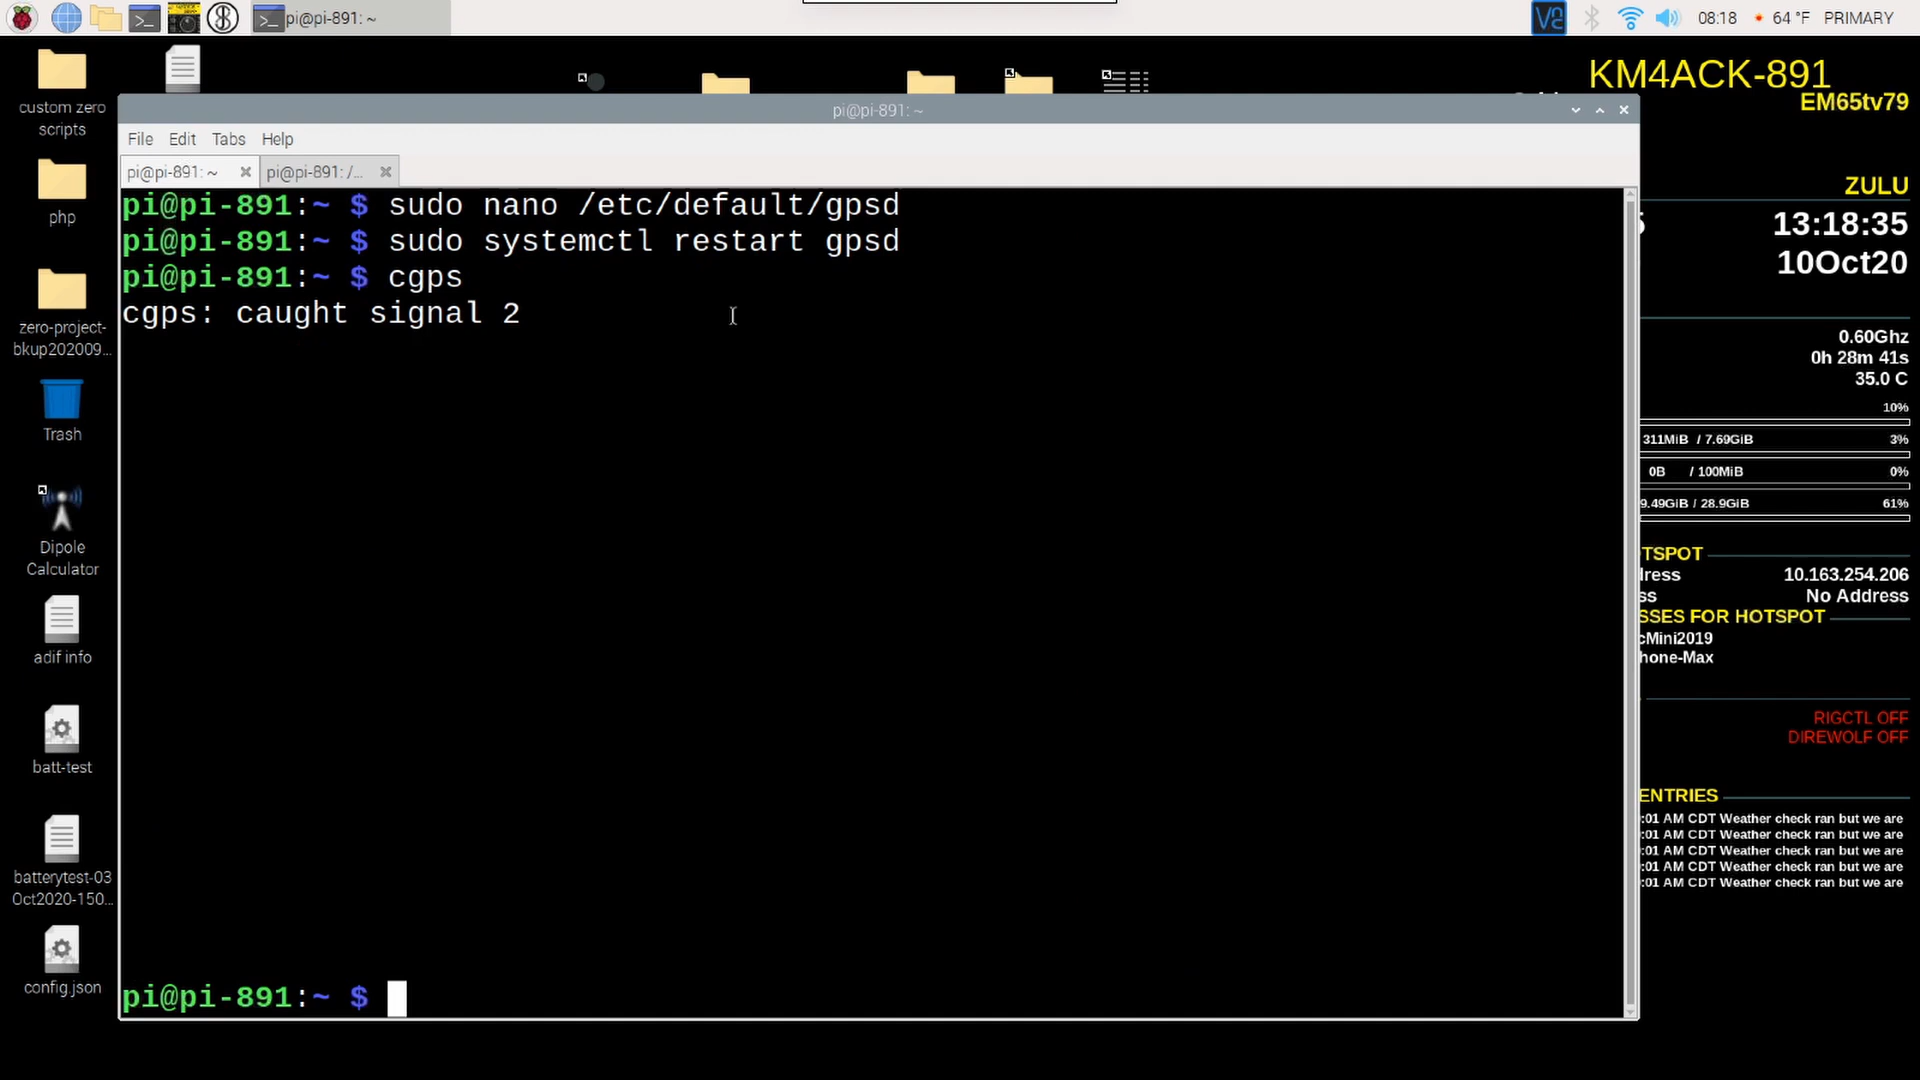 pi@pi-891: ~
08:18
64 °F
PRIMARY
custom zero
scripts
php
zero-project-
bkup202009...
Trash
Dipole
Calculator
adif info
batt-test
batterytest-03
Oct2020-150...
config.json
pi@pi-891: ~
File Edit Tabs Help
pi@pi-891: ~
pi@pi-891: /...
pi@pi-891:~ $ sudo nano /etc/default/gpsd
pi@pi-891:~ $ sudo systemctl restart gpsd
pi@pi-891:~ $ cgps
cgps: caught signal 2
pi@pi-891:~ $
KM4ACK-891
EM65tv79
ZULU
13:18:35
10Oct20
0.60Ghz
0h 28m 41s
35.0 C
10%
311MiB / 7.69GiB 3%
0B / 100MiB 0%
9.49GiB / 28.9GiB 61%
TSPOT
dress 10.163.254.206
ss No Address
SSES FOR HOTSPOT
cMini2019
hone-Max
RIGCTL OFF
DIREWOLF OFF
ENTRIES
:01 AM CDT Weather check ran but we are
:01 AM CDT Weather check ran but we are
:01 AM CDT Weather check ran but we are
:01 AM CDT Weather check ran but we are
:01 AM CDT Weather check ran but we are